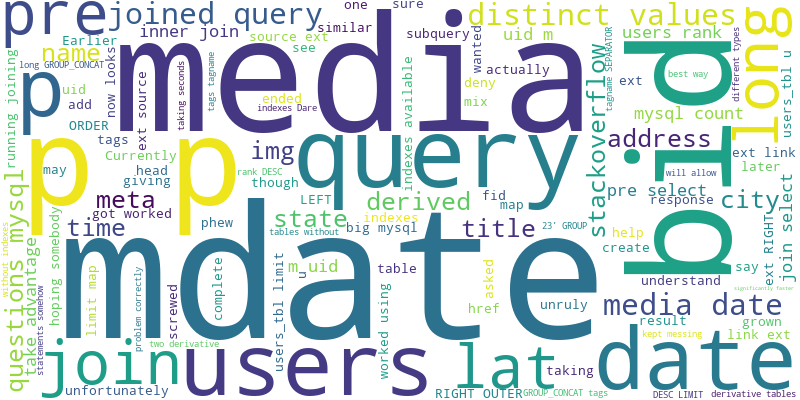 pre
joined query
distinct values
long
Earlier
name
long GROUP_CONCAT
inner join
similar
one
sure
source ext
see
subquery
uid m
users rank
wanted
ext
media
bid
p
p
p
now looks
ext source
taking seconds
tags tagname
indexes Dare
ended
actually
deny
mix
stackoverflow
tagname SEPARATOR
best way
different types
users_tbl u
running joining
uid
add
ORDER
tags
Currently
may
head
giving
phew
img
query
indexes available
mysql count
address
ext link
later
will allow
pre select
response
city
join select
rank DESC
though
LEFT
derived
fid
map
meta
got worked
state
indexes
tables without
big mysql
23' GROUP
help
create
say
understand
ext RIGHT
time
title
questions mysql
take advantage
without indexes
hoping somebody
statements somehow
limit map
problem correctly
screwed
complete
m_uid
u
users_tbl limit
table
worked using
asked
href
unruly
mdate
media date
result
grown
kept messing
link ext
significantly faster
two derivative
join
users
lat
taking
date
unfortunately
RIGHT OUTER
GROUP_CONCAT tags
DESC LIMIT
derivative tables